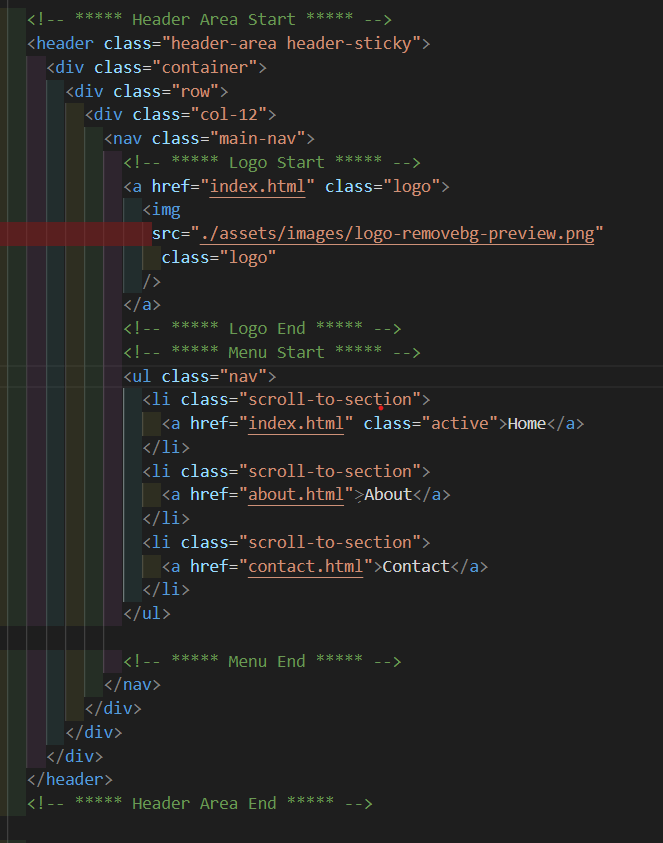 <!-- ***** Header Area Start ***** -->
<header class="header-area header-sticky">
<div class="container">
<div class="row">
<div class="col-12">
<nav class="main-nav">
<!-- ***** Logo Start ***** -->
<a href="index.html" class="logo">
<img
src="./assets/images/logo-removebg-preview.png"
class="logo"
/>
</a>
<!-- ***** Logo End ***** -->
<!-- ***** Menu Start ***** -->
<ul class="nav">
<li class="scroll-to-section">
<a href="index.html" class="active">Home</a>
</li>
<li class="scroll-to-section">
<a href="about.html">About</a>
</li>
<li class="scroll-to-section">
<a href="contact.html">Contact</a>
</li>
</ul>
<!-- ***** Menu End ***** -->
</nav>
</div>
</div>
</div>
</header>
<!-- ***** Header Area End ***** -->